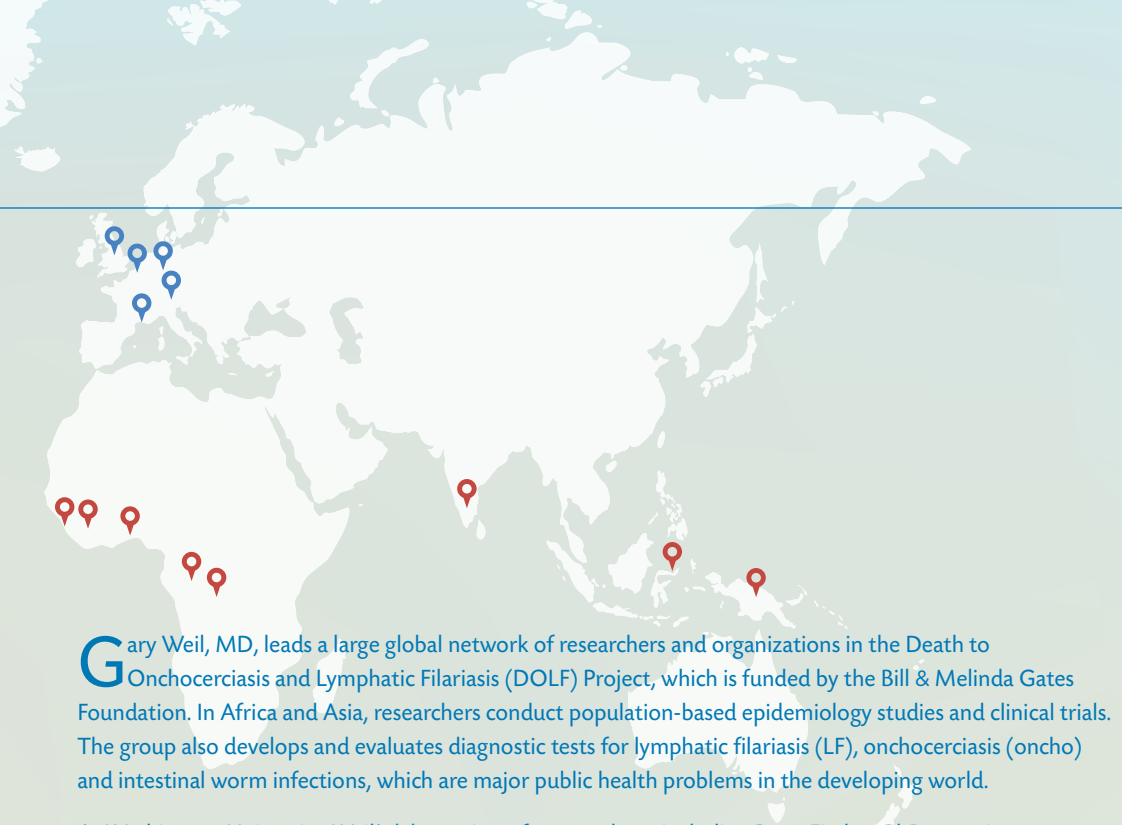 Gary Weil, MD, leads a large global network of researchers and organizations in the Death to
Onchocerciasis and Lymphatic Filariasis (DOLF) Project, which is funded by the Bill & Melinda Gates
Foundation. In Africa and Asia, researchers conduct population-based epidemiology studies and clinical trials.
The group also develops and evaluates diagnostic tests for lymphatic filariasis (LF), onchocerciasis (oncho)
and intestinal worm infections, which are major public health problems in the developing world.